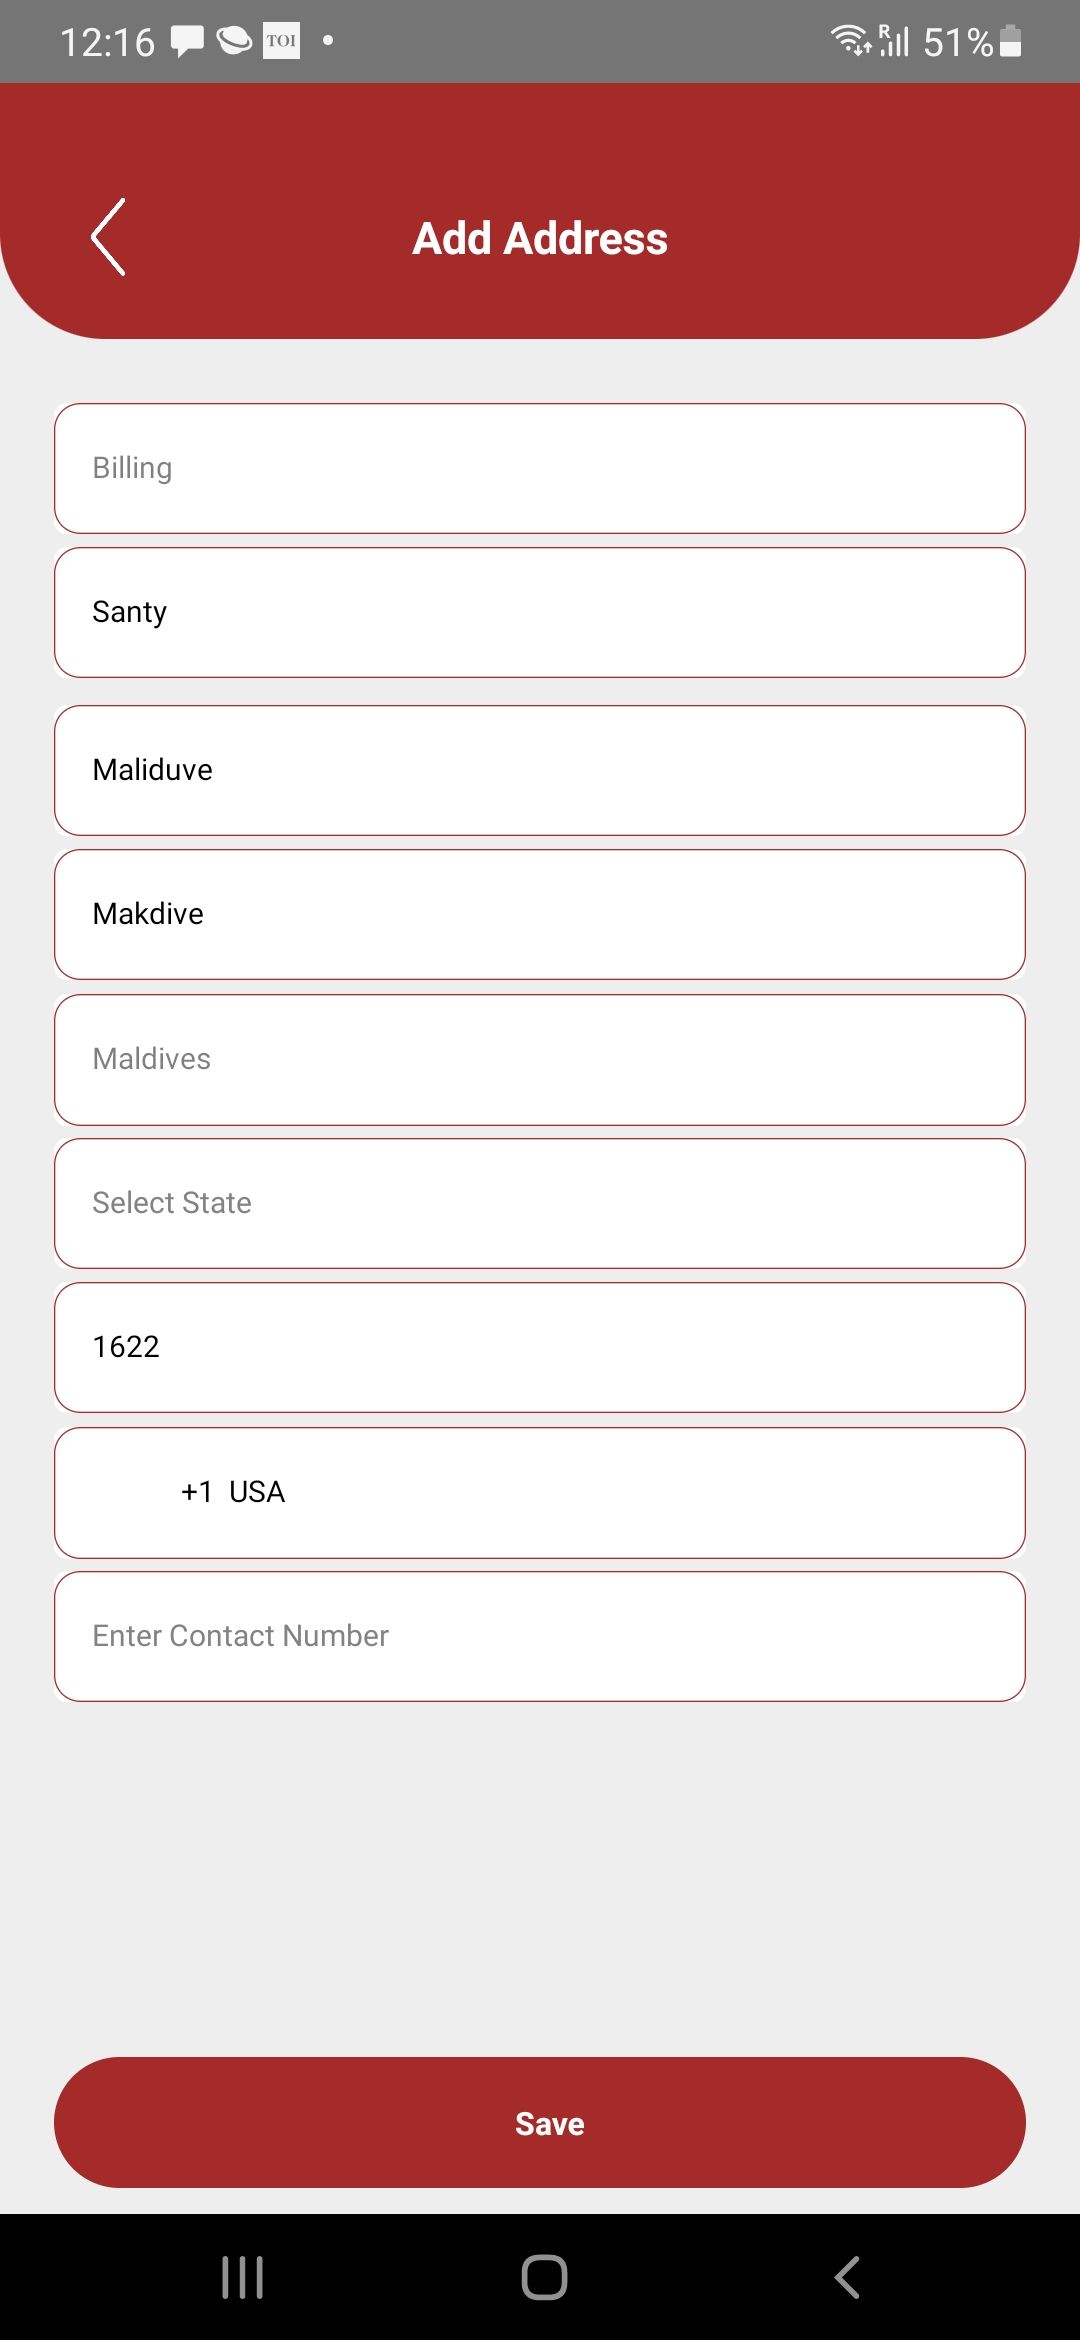 12:16 TOI R 51%
Add Address
Billing
Santy
Maliduve
Makdive
Maldives
Select State
1622
+1 USA
Enter Contact Number
Save